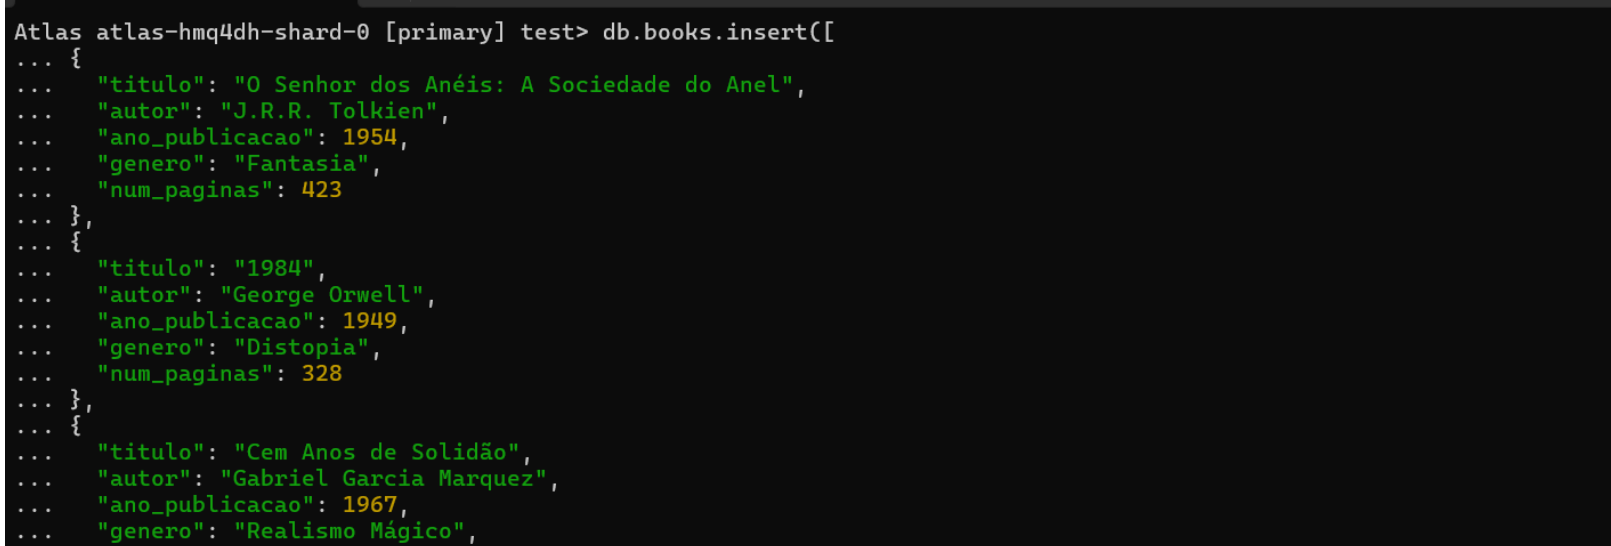 Atlas atlas-hmq4dh-shard-0 [primary] test> db.books.insert([
... {
...    "titulo": "O Senhor dos Anéis: A Sociedade do Anel",
...    "autor": "J.R.R. Tolkien",
...    "ano_publicacao": 1954,
...    "genero": "Fantasia",
...    "num_paginas": 423
... },
... {
...    "titulo": "1984",
...    "autor": "George Orwell",
...    "ano_publicacao": 1949,
...    "genero": "Distopia",
...    "num_paginas": 328
... },
... {
...    "titulo": "Cem Anos de Solidão",
...    "autor": "Gabriel Garcia Marquez",
...    "ano_publicacao": 1967,
...    "genero": "Realismo Mágico",